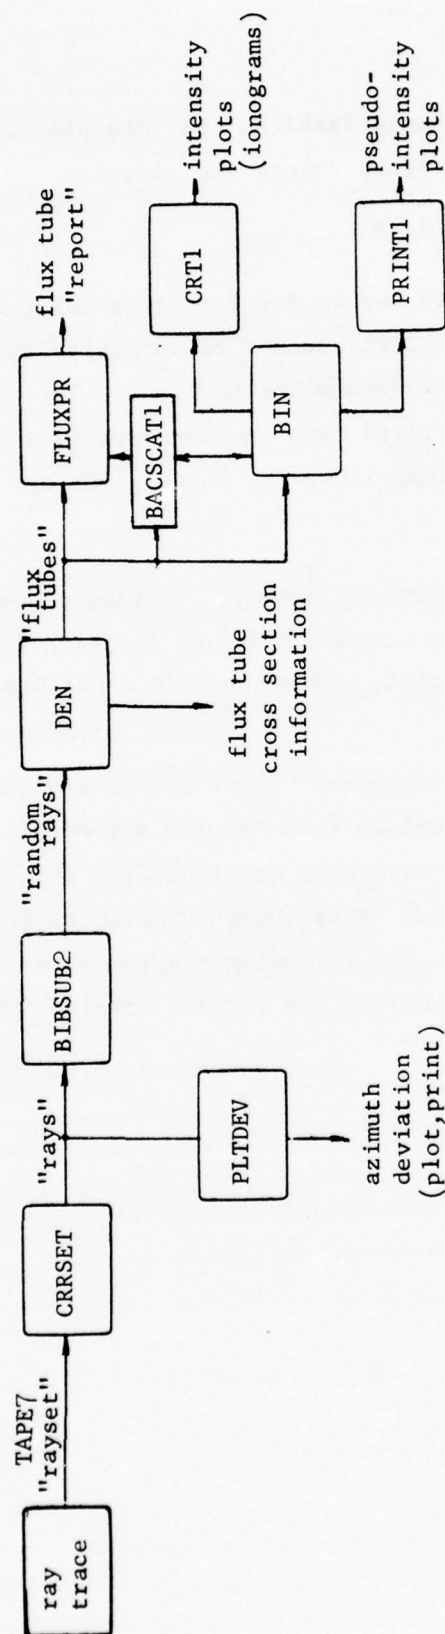 ray
trace
TAPE7
"rayset"
CRRSET
"rays"
PLTDEV
azimuth
deviation
(plot,print)
BIBSUB2
"random
rays"
DEN
flux tube
cross section
information
"flux
tubes"
FLUXPR
flux tube
"report"
BACSCAT1
BIN
CRT1
intensity
plots
(ionograms)
PRINT1
pseudo-
intensity
plots